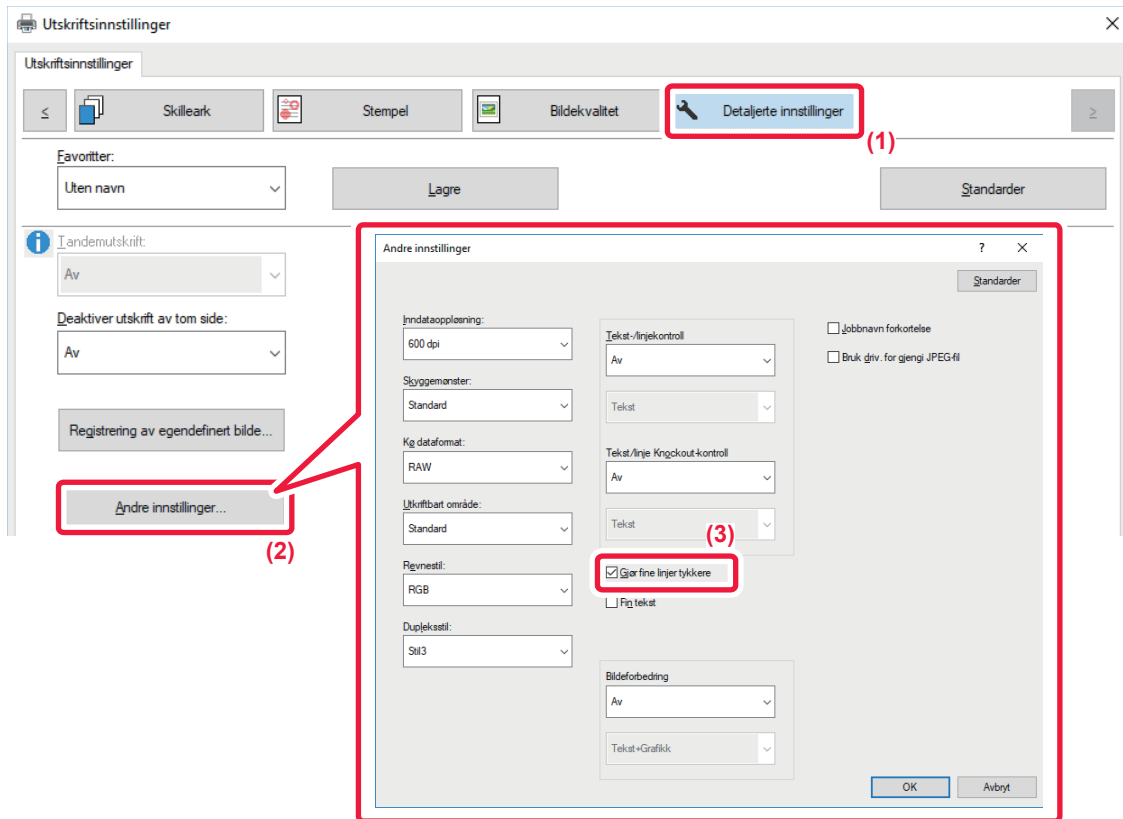 Utskriftsinnstillinger
Utskriftsinnstillinger
≤ Skilleark Stempel Bildekvalitet Detaljerte innstillinger ≥
(1)
Favoritter:
Uten navn Lagre Standarder
Tandemutskrift:
Av
Deaktiver utskrift av tom side:
Av
Registrering av egendefinert bilde...
Andre innstillinger...
(2)
Andre innstillinger ?
Standarder
Inndataoppløsning:
600 dpi
Skyggemønster:
Standard
Kø dataformat:
RAW
Utkriftbart område:
Standard
Revnestil:
RGB
Dupleksstil:
Stil3
Tekst-/linjekontroll
Av
Tekst
Tekst/linje Knockout-kontroll
Av
Tekst
(3)
Gjør fine linjer tykkere
Fin tekst
Bildeforbedring
Av
Tekst+Grafikk
Jobbnavn forkortelse
Bruk driv. for gjengi JPEG-fil
OK Avbryt